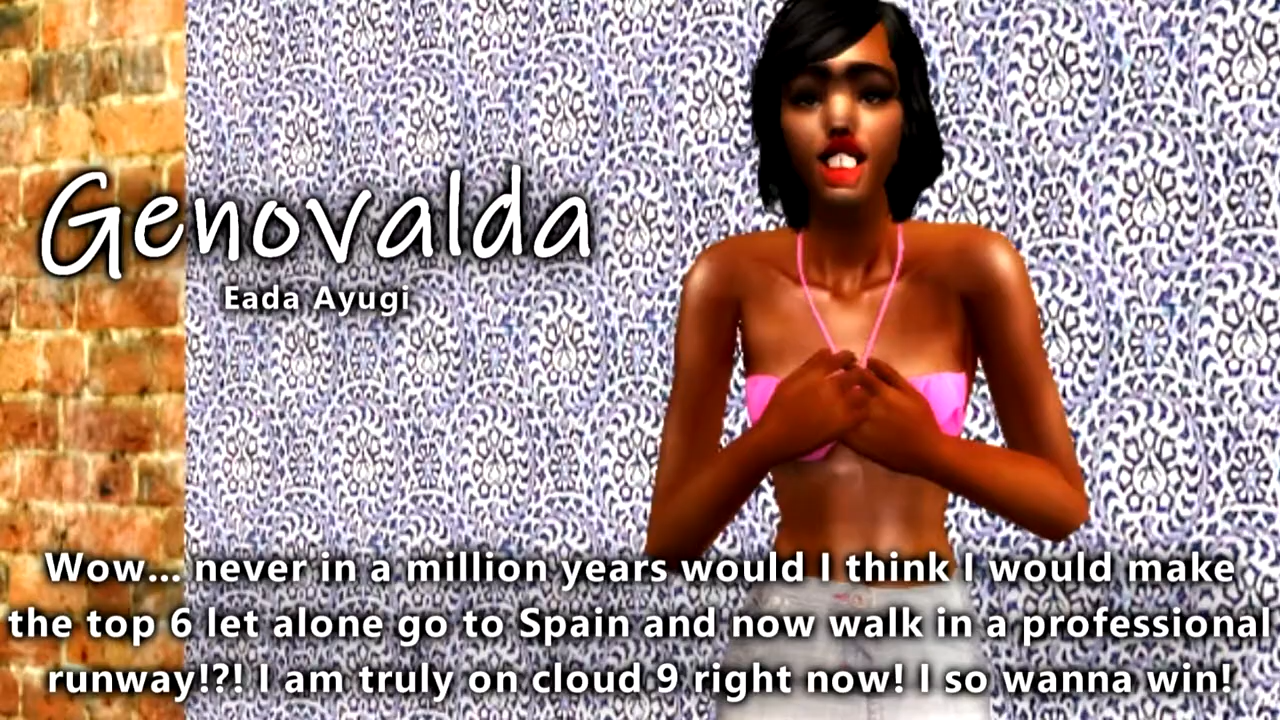 Genovalda
Eada Ayugi
Wow... never in a million years would I think I would make
the top 6 let alone go to Spain and now walk in a professional
runway!?! I am truly on cloud 9 right now! I so wanna win!